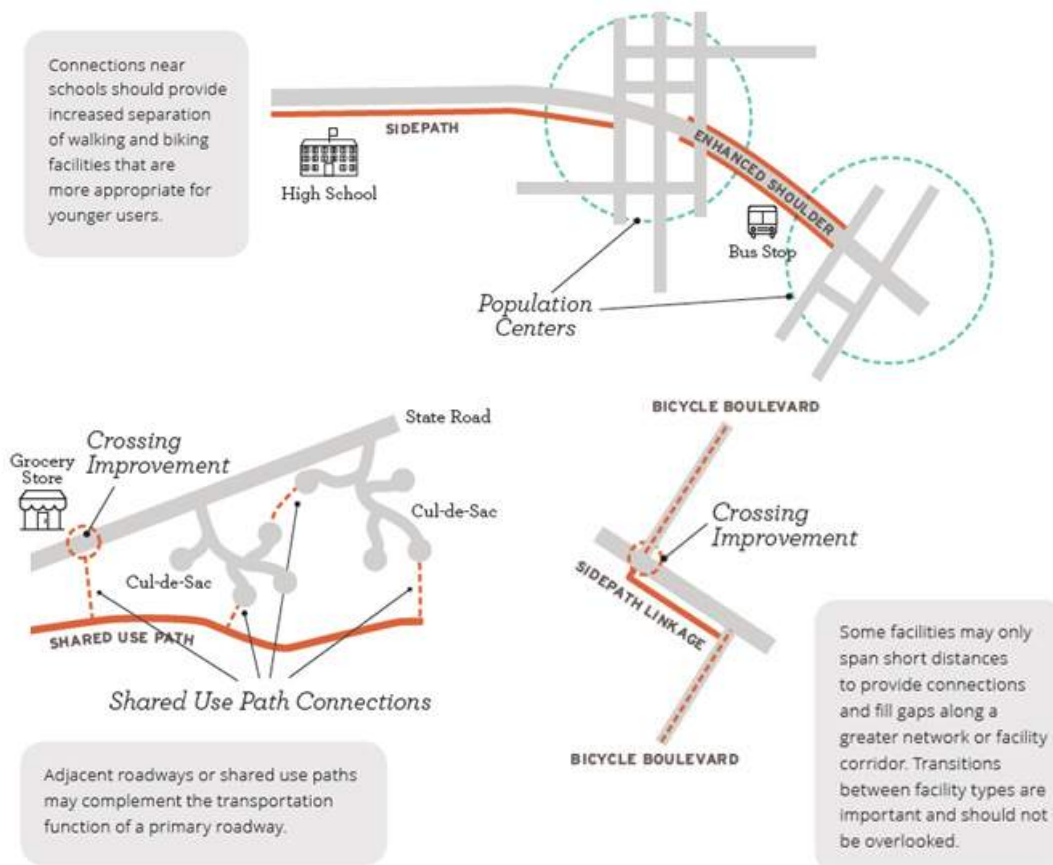 Connections near
schools should provide
increased separation
of walking and biking
facilities that are
more appropriate for
younger users.
SIDEPATH
High School
ENHANCED SHOULDER
Bus Stop
Population
Centers
State Road
Crossing
Improvement
Grocery
Store
Cul-de-Sac
Cul-de-Sac
SHARED USE PATH
Shared Use Path Connections
Adjacent roadways or shared use paths
may complement the transportation
function of a primary roadway.
BICYCLE BOULEVARD
Crossing
Improvement
SIDEPATH LINKAGE
BICYCLE BOULEVARD
Some facilities may only
span short distances
to provide connections
and fill gaps along a
greater network or facility
corridor. Transitions
between facility types are
important and should not
be overlooked.